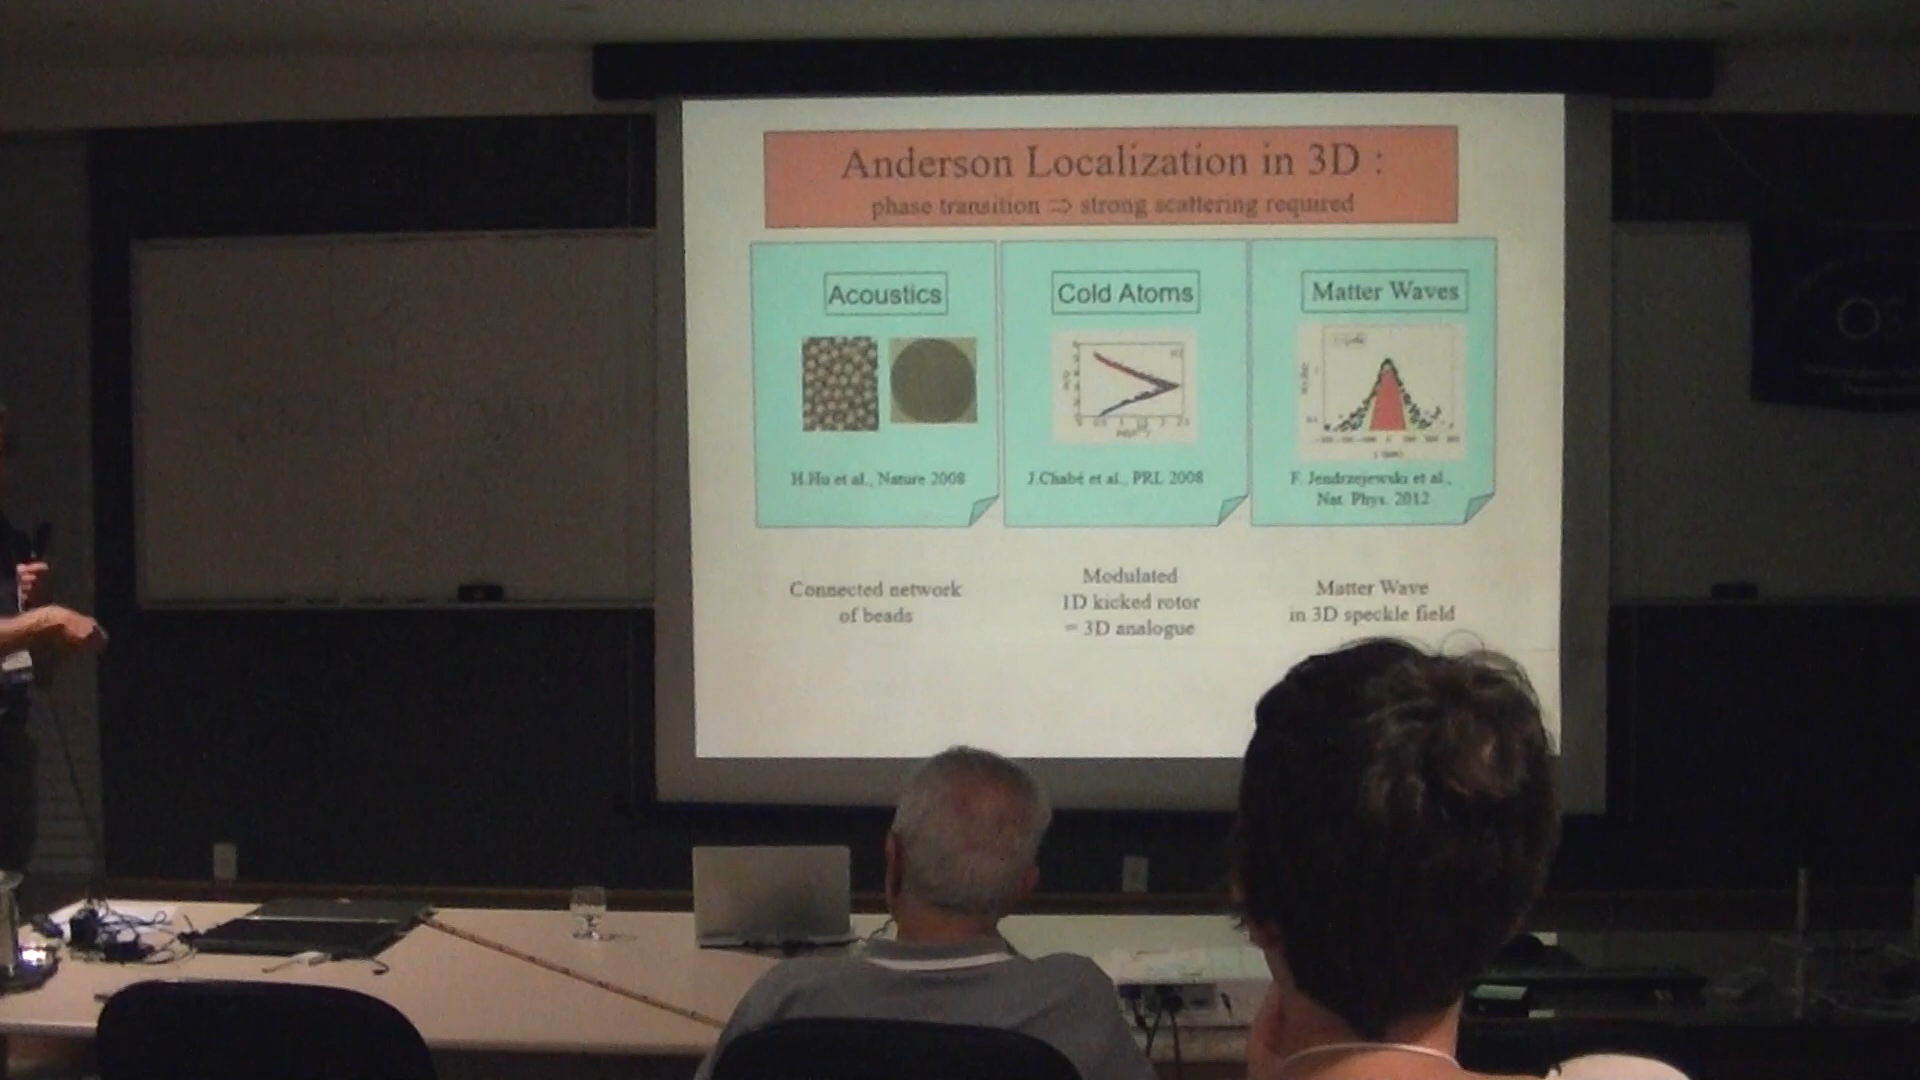 Anderson Localization in 3D :
phase transition ⇒ strong scattering required
Acoustics
Cold Atoms
Matter Waves
H.Hu et al., Nature 2008
J.Chabé et al., PRL 2008
F. Jendrzejewski et al.,
Nat. Phys. 2012
Connected network
of beads
Modulated
1D kicked rotor
= 3D analogue
Matter Wave
in 3D speckle field
OS